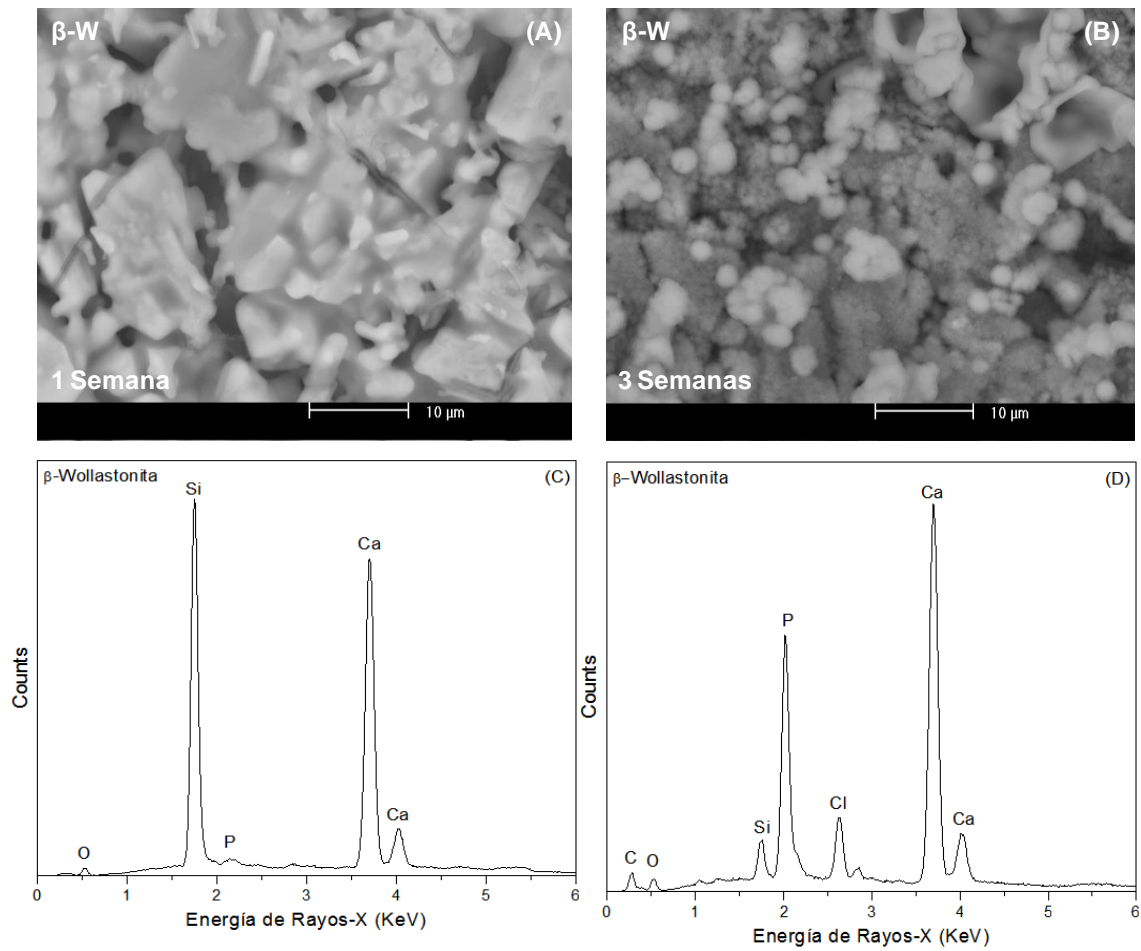 β-W
(A)
1 Semana
10 µm
β-W
(B)
3 Semanas
10 µm
β-Wollastonita
(C)
Si
Ca
Ca
P
O
Counts
0 1 2 3 4 5 6
Energía de Rayos-X (KeV)
β-Wollastonita
(D)
Ca
P
Cl
Ca
Si
C
O
Counts
0 1 2 3 4 5 6
Energía de Rayos-X (KeV)